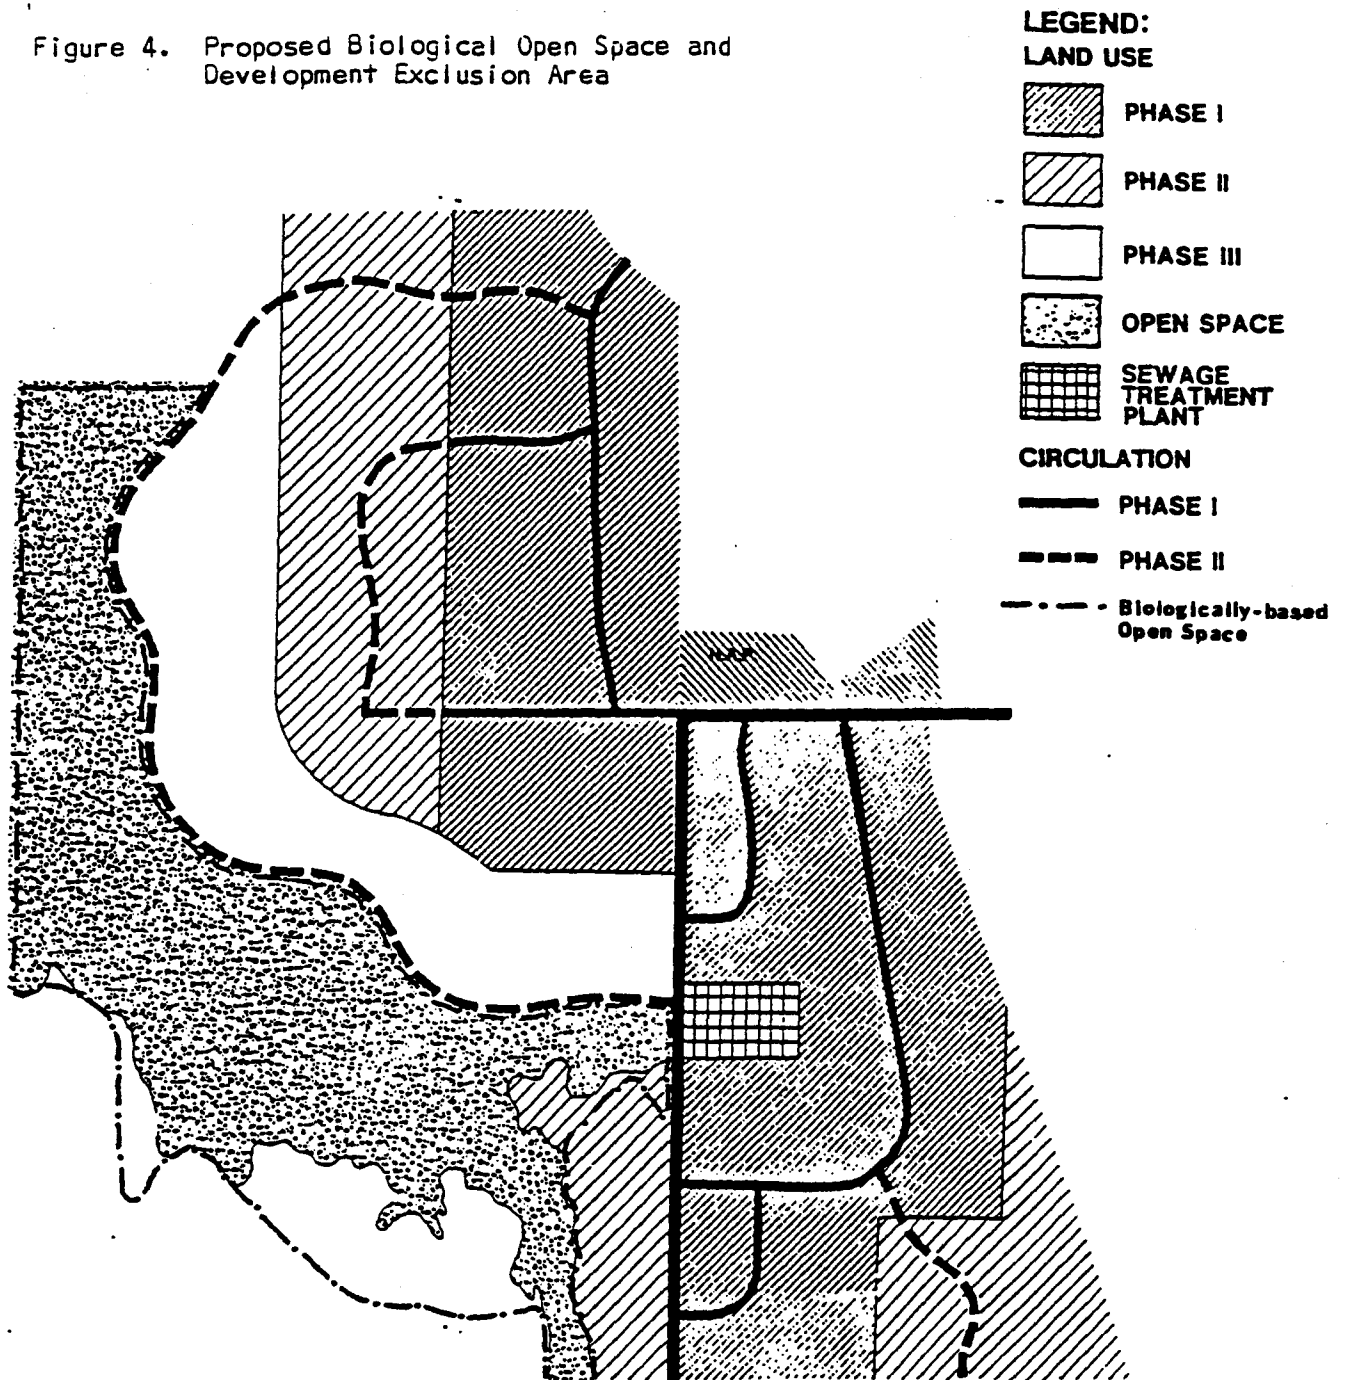 Figure 4. Proposed Biological Open Space and
Development Exclusion Area
LEGEND:
LAND USE
PHASE I
PHASE II
PHASE III
OPEN SPACE
SEWAGE
TREATMENT
PLANT
CIRCULATION
PHASE I
PHASE II
Biologically-based
Open Space